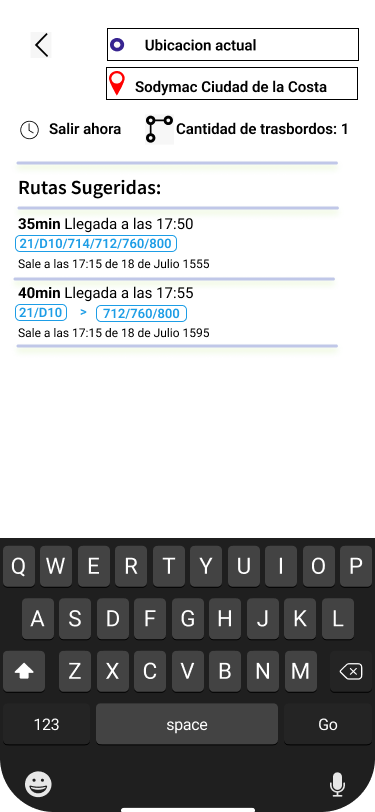 Ubicacion actual
Sodymac Ciudad de la Costa
Salir ahora Cantidad de trasbordos: 1
Rutas Sugeridas:
35min Llegada a las 17:50
21/D10/714/712/760/800
Sale a las 17:15 de 18 de Julio 1555
40min Llegada a las 17:55
21/D10 > 712/760/800
Sale a las 17:15 de 18 de Julio 1595
Q W E R T Y U I O P
A S D F G H J K L
Z X C V B N M
123 space Go